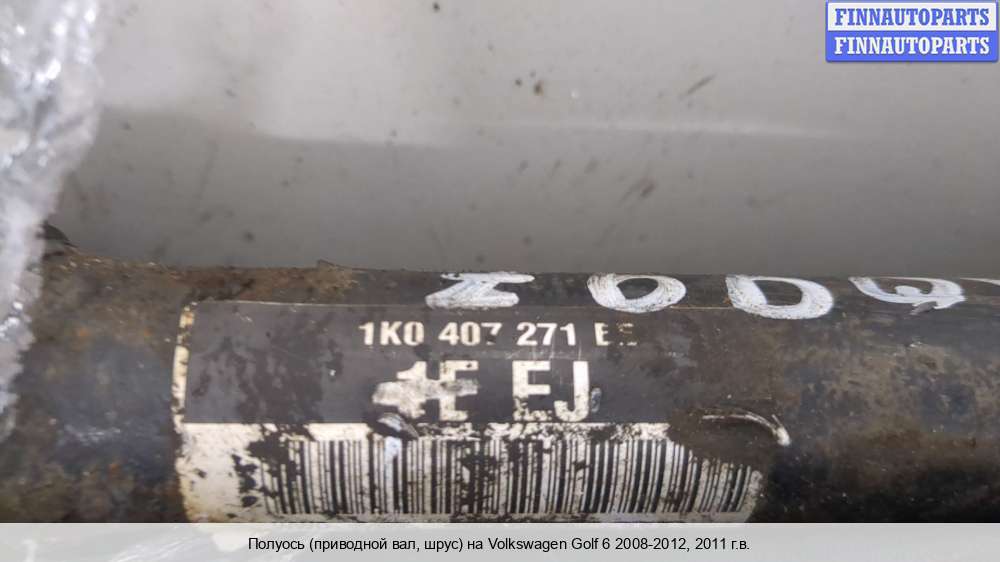 FINNAUTOPARTS
FINNAUTOPARTS
1K0 407 271
EJ
Полуось (приводной вал, шрус) на Volkswagen Golf 6 2008-2012, 2011 г.в.